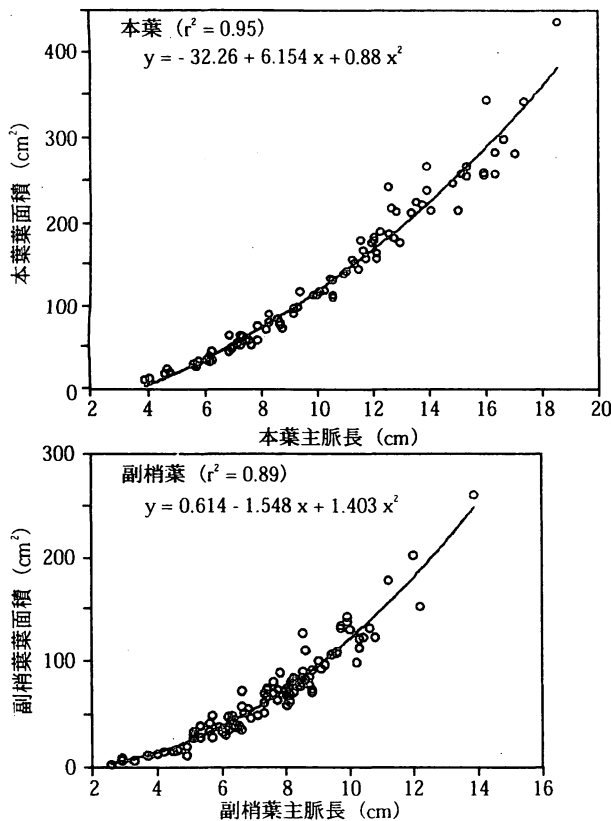 本葉 (r² = 0.95)
y = - 32.26 + 6.154 x + 0.88 x²
本葉葉面積 (cm²)
400
300
200
100
0
2 4 6 8 10 12 14 16 18 20
本葉主脈長 (cm)
副梢葉 (r² = 0.89)
y = 0.614 - 1.548 x + 1.403 x²
副梢葉葉面積 (cm²)
300
200
100
0
2 4 6 8 10 12 14 16
副梢葉主脈長 (cm)